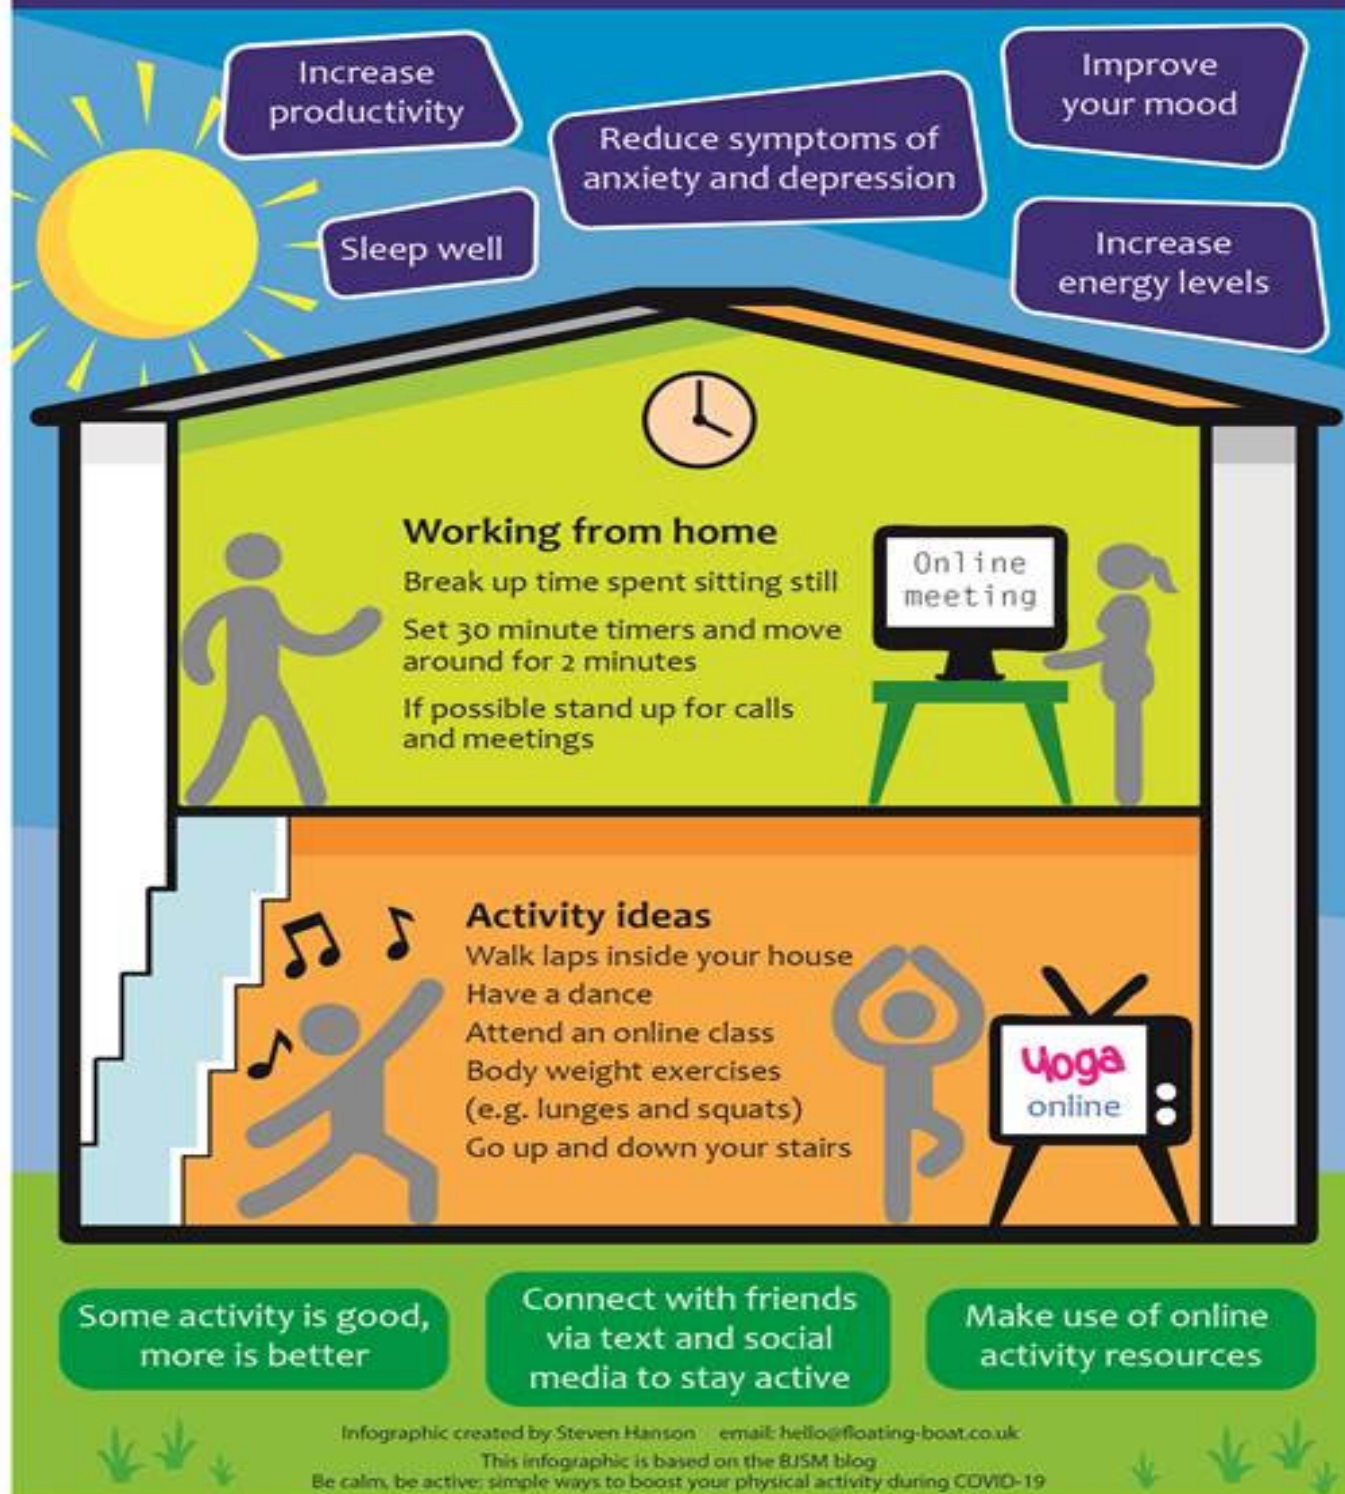 Increase
productivity
Improve
your mood
Reduce symptoms of
anxiety and depression
Sleep well
Increase
energy levels
Working from home
Break up time spent sitting still
Set 30 minute timers and move
around for 2 minutes
If possible stand up for calls
and meetings
Online
meeting
Activity ideas
Walk laps inside your house
Have a dance
Attend an online class
Body weight exercises
(e.g. lunges and squats)
Go up and down your stairs
yoga
online
Some activity is good,
more is better
Connect with friends
via text and social
media to stay active
Make use of online
activity resources
Infographic created by Steven Hanson email: hello@floating-boat.co.uk
This infographic is based on the BJSM blog
Be calm, be active: simple ways to boost your physical activity during COVID-19